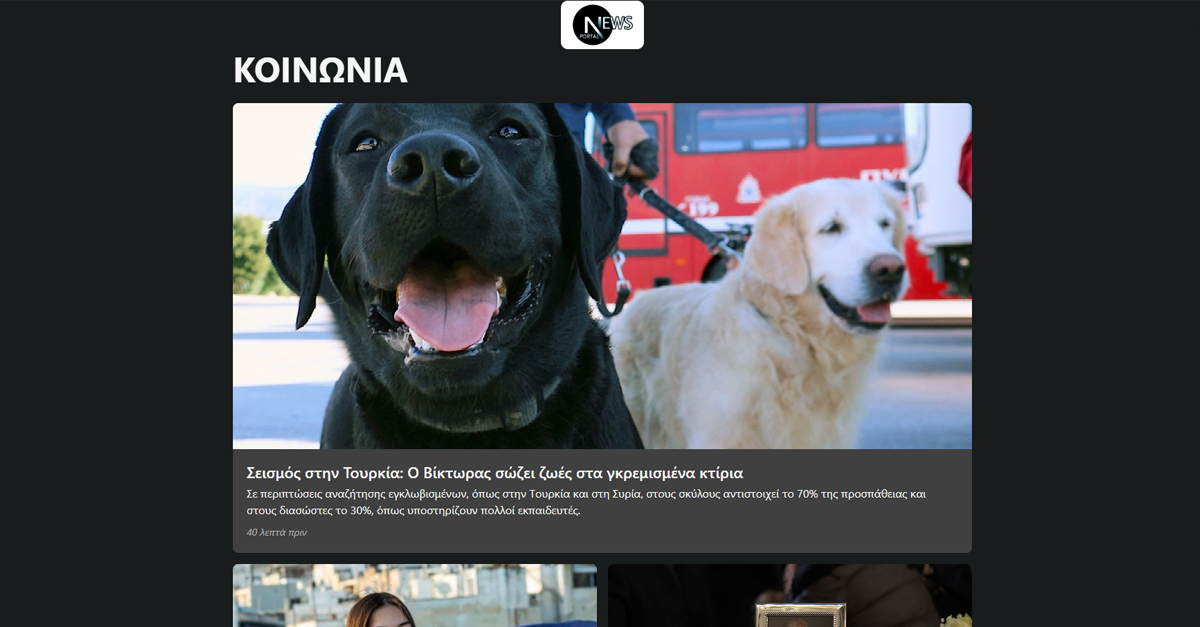 NEWS
PORTAL
ΚΟΙΝΩΝΙΑ
199
Σεισμός στην Τουρκία: Ο Βίκτωρας σώζει ζωές στα γκρεμισμένα κτίρια
Σε περιπτώσεις αναζήτησης εγκλωβισμένων, όπως στην Τουρκία και στη Συρία, στους σκύλους αντιστοιχεί το 70% της προσπάθειας και
στους διασώστες το 30%, όπως υποστηρίζουν πολλοί εκπαιδευτές.
40 λεπτά πριν